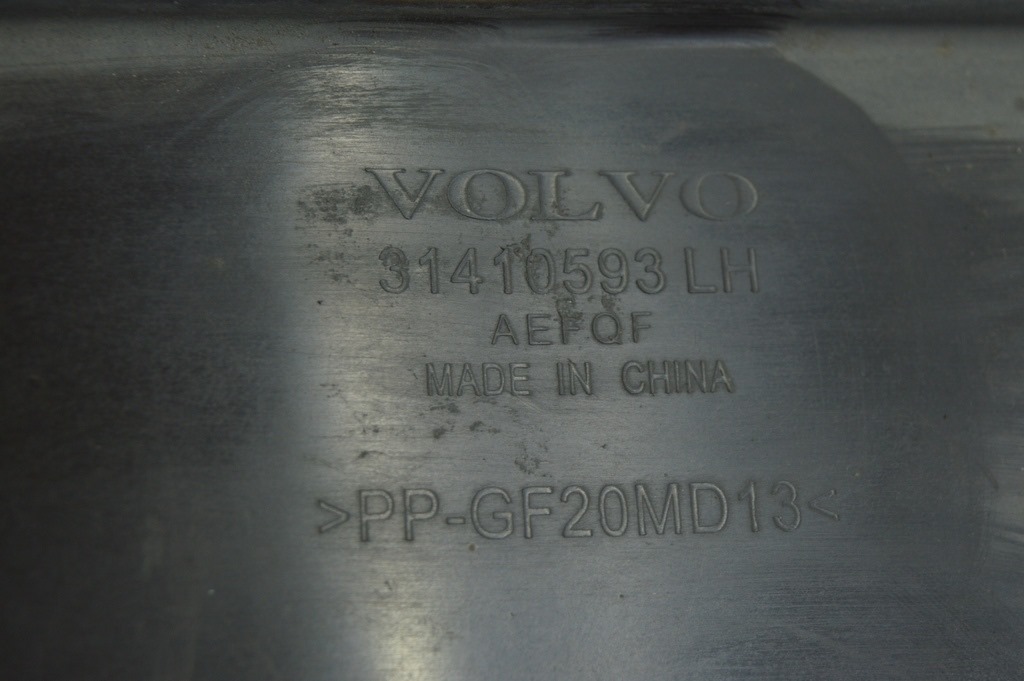 VOLVO
31410593 LH
AEFQF
MADE IN CHINA
>PP-GF20MD13<